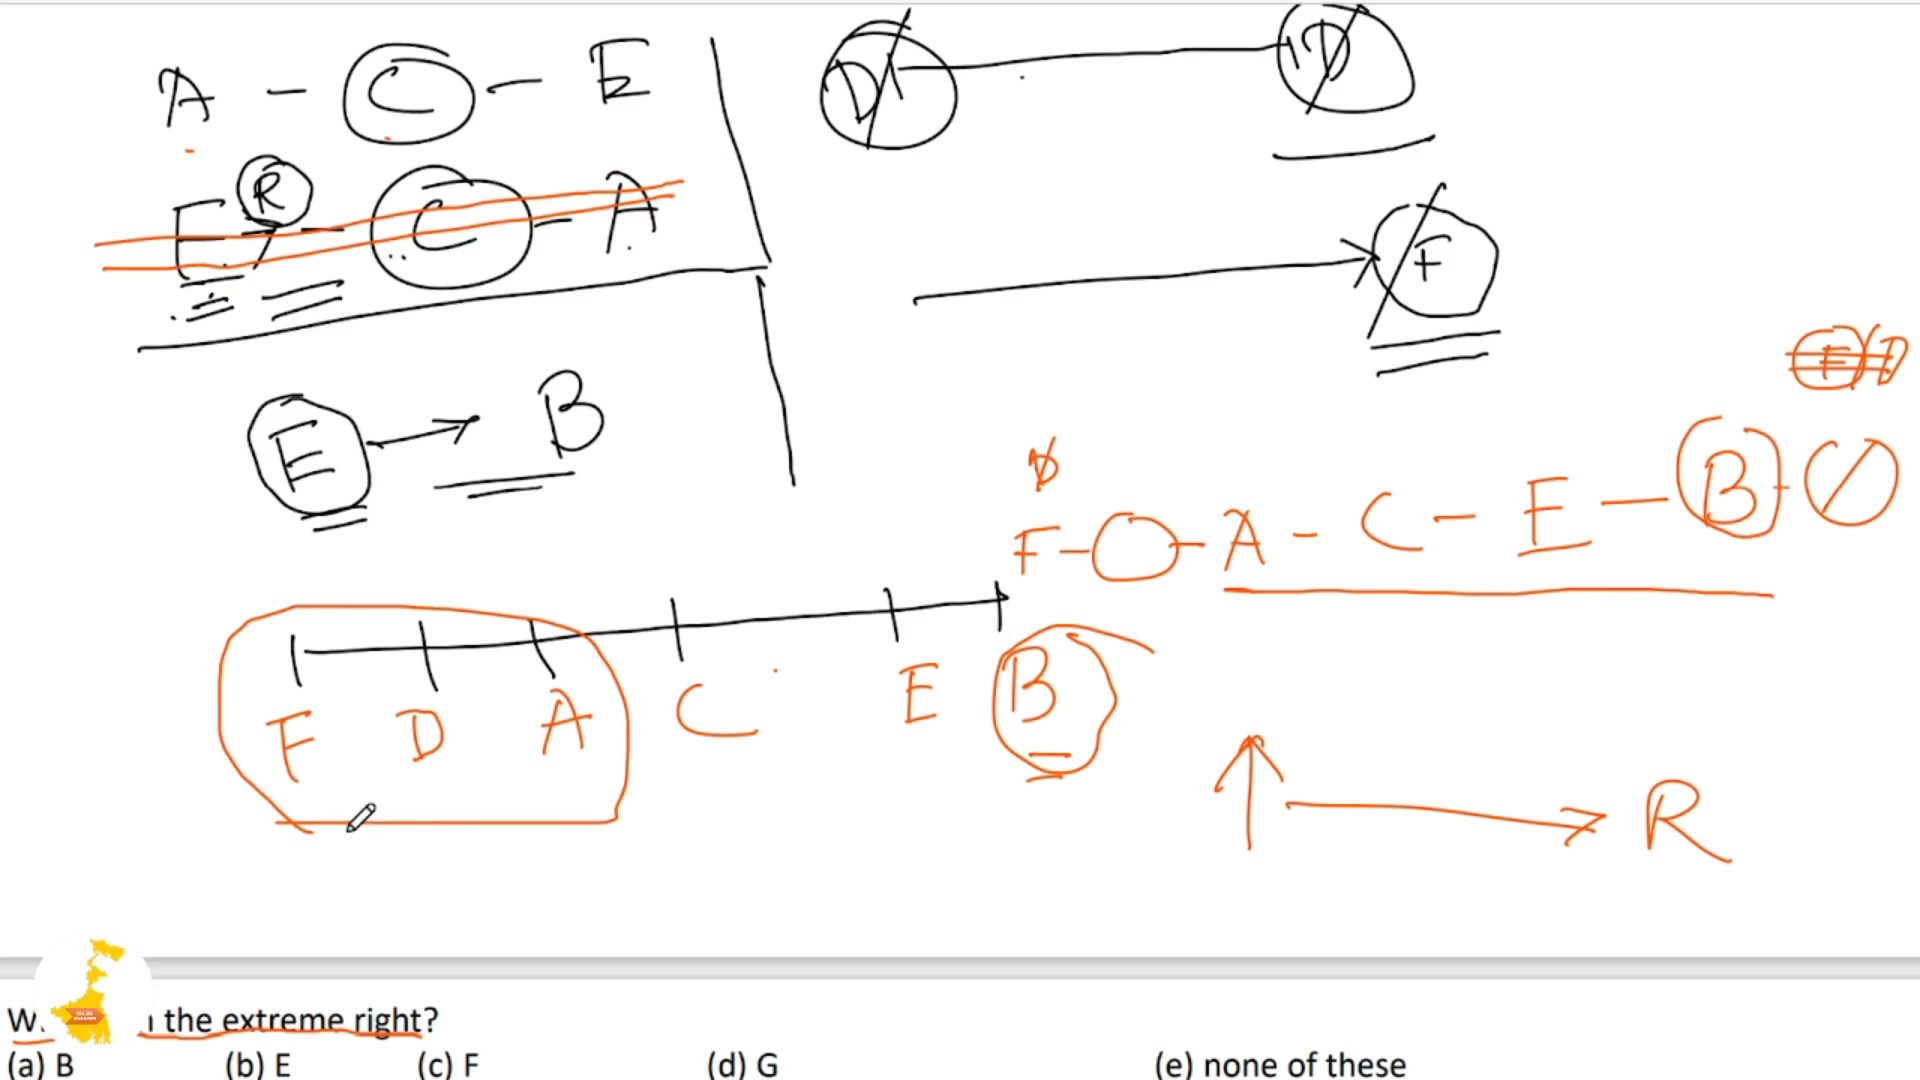 A - C - E
D
D
E R - C - A
F
E → B
F/D
D
F - O - A - C - E - B
F D A C E B
R
the extreme right?
(a) B (b) E (c) F (d) G (e) none of these